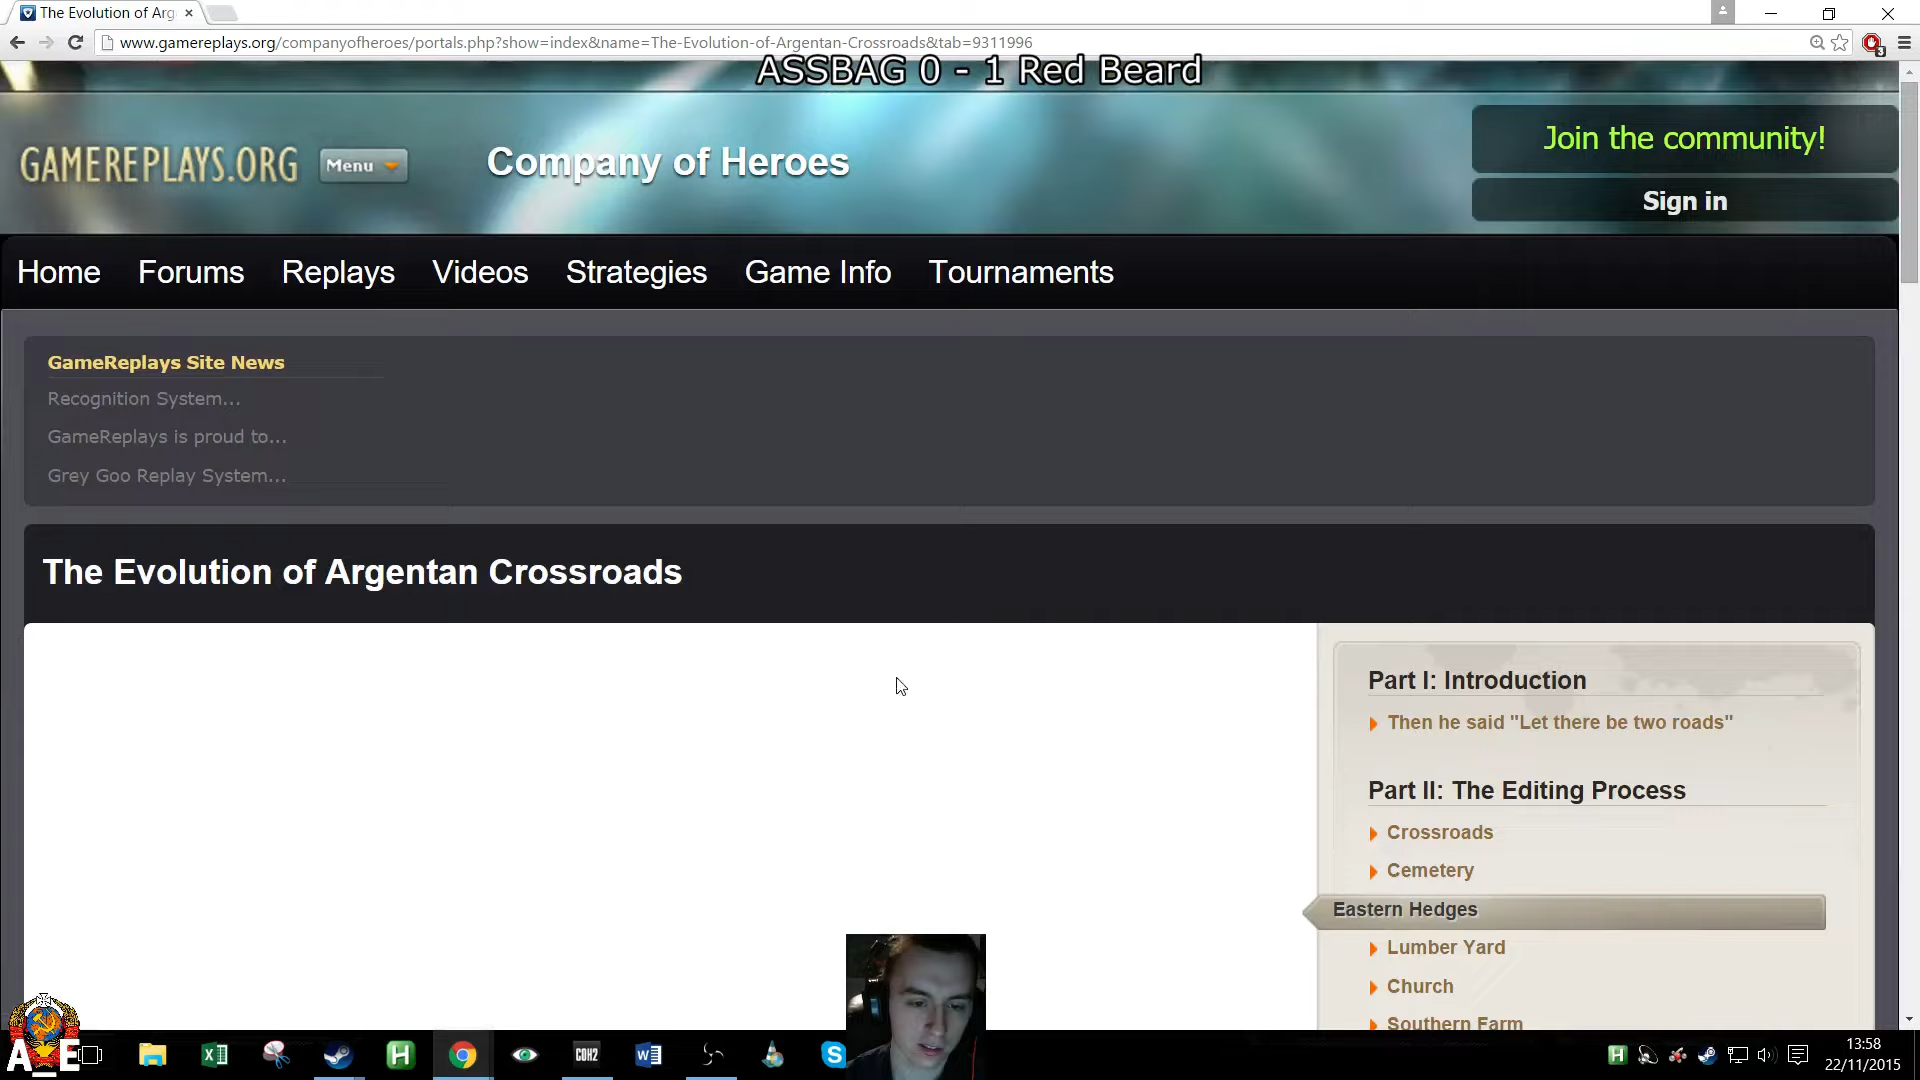 The Evolution of Arg
www.gamereplays.org/companyofheroes/portals.php?show=index&name=The-Evolution-of-Argentan-Crossroads&tab=9311996
3
ASSBAG 0 - 1 Red Beard
GAMEREPLAYS.ORG
Menu
Company of Heroes
Join the community!
Sign in
Home
Forums
Replays
Videos
Strategies
Game Info
Tournaments
GameReplays Site News
Recognition System...
GameReplays is proud to...
Grey Goo Replay System...
The Evolution of Argentan Crossroads
Part I: Introduction
Then he said "Let there be two roads"
Part II: The Editing Process
Crossroads
Cemetery
Eastern Hedges
Lumber Yard
Church
Southern Farm
A_E
COH2
13:58
22/11/2015